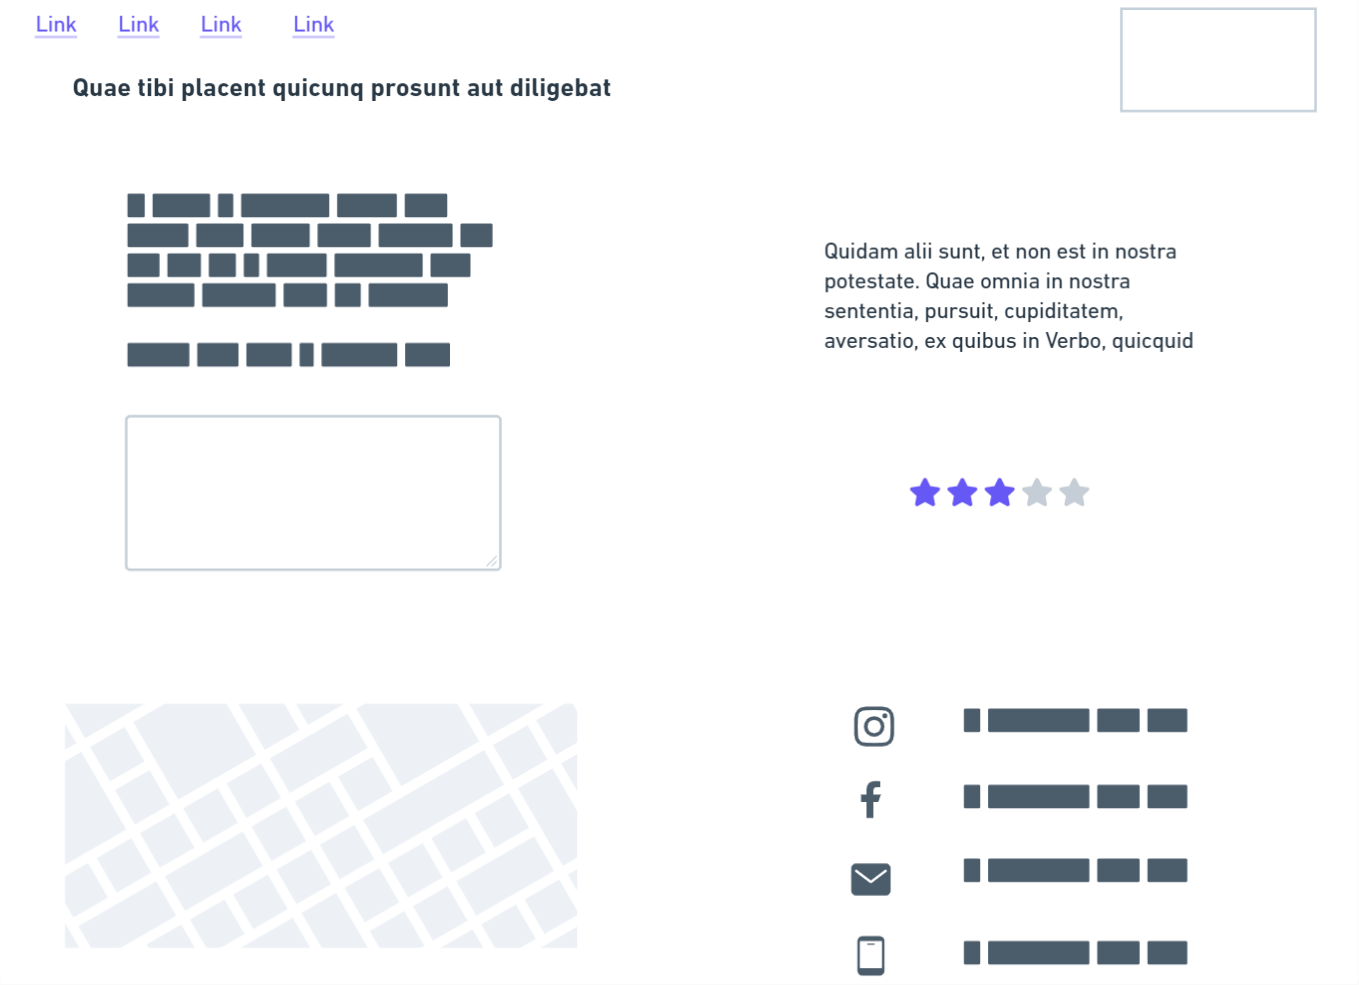 Link Link Link Link
Quae tibi placent quicunq prosunt aut diligebat
Quidam alii sunt, et non est in nostra
potestate. Quae omnia in nostra
sententia, pursuit, cupiditatem,
aversatio, ex quibus in Verbo, quicquid